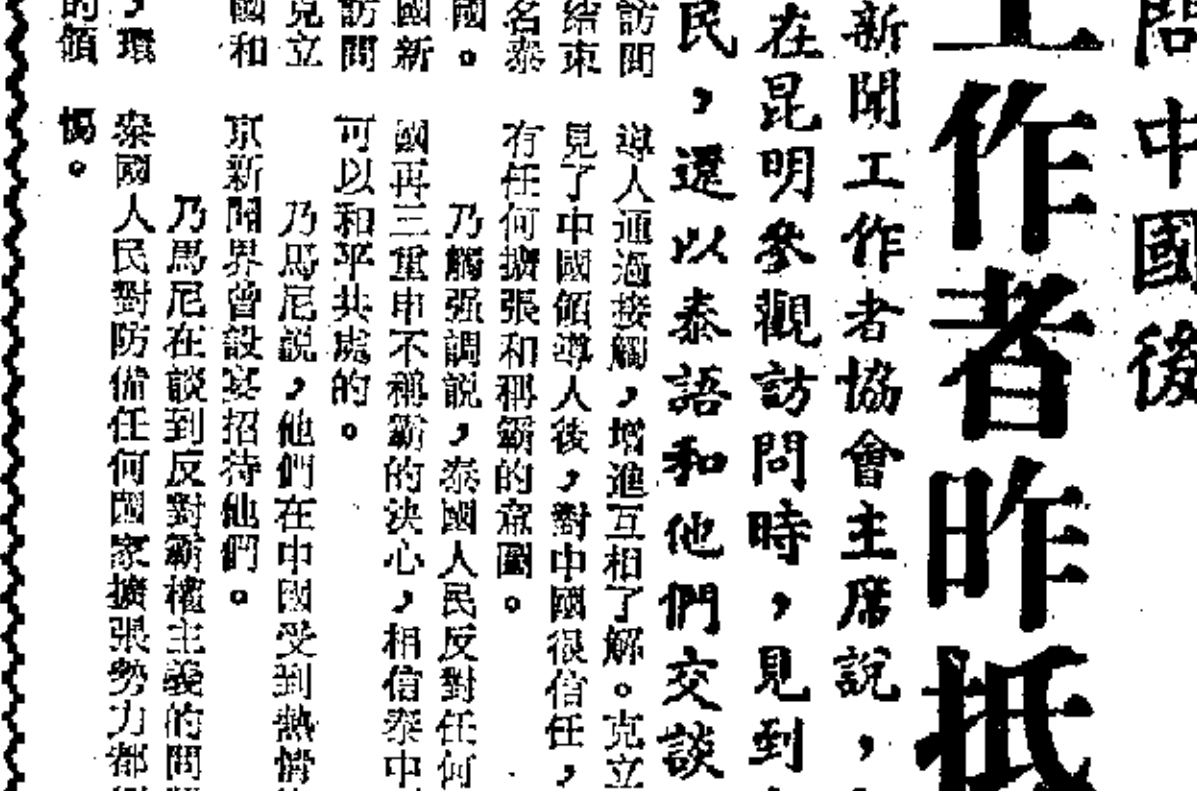 問中國後
工作者昨抵
新聞工作者協會主席說，
在昆明參觀訪問時，見到
民，還以泰語和他們交談
訪問
導人通過接觸，增進互相了解。克立
結束
見了中國領導人後，對中國很信任，
名泰
有任何擴張和稱霸的意圖。
國。
乃觸强調説，泰國人民反對任何
國新
國再三重申不稱霸的決心，相信泰中
訪問
可以和平共處的。
克立
乃馬尼説，他們在中國受到熱情
國和
京新聞界曾設宴招待他們。
，環
乃馬尼在談到反對霸權主義的問
泰國人民對防備任何國家擴張勢力都
的領
惕。